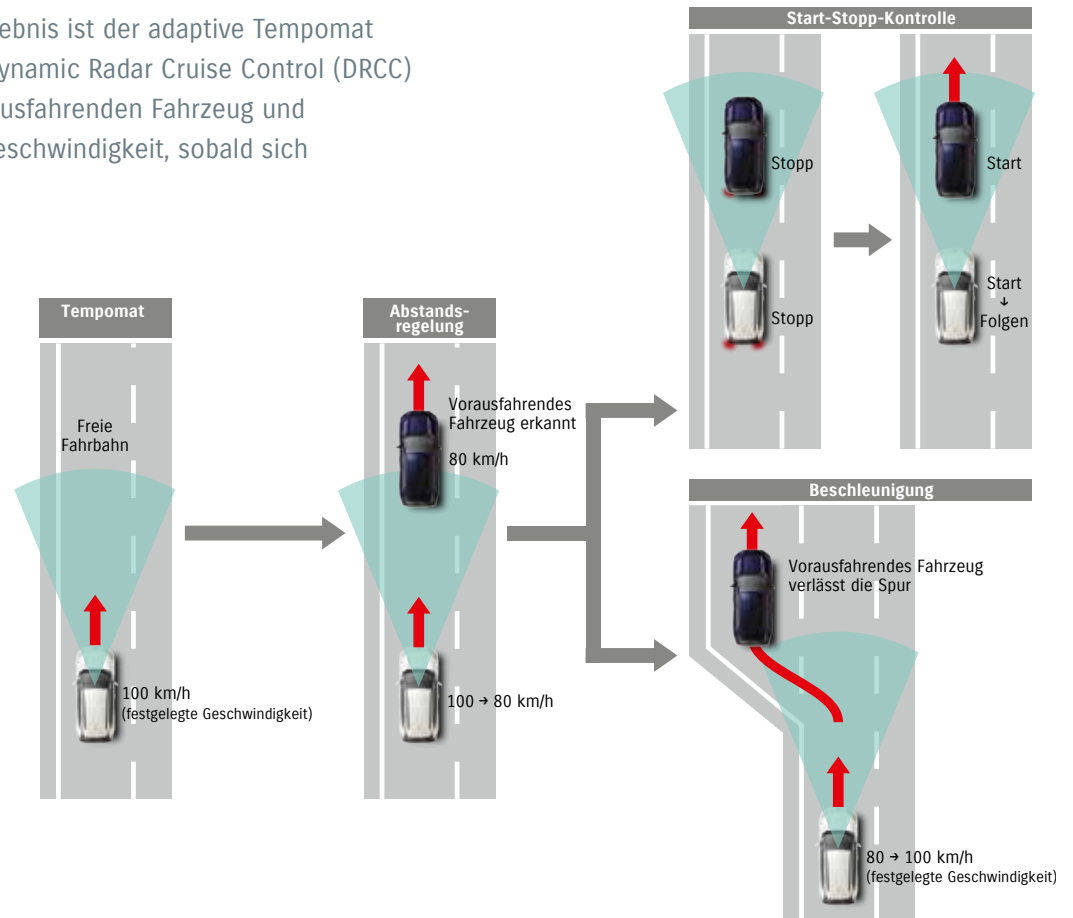 ebnis ist der adaptive Tempomat
ynamic Radar Cruise Control (DRCC)
usfahrenden Fahrzeug und
eschwindigkeit, sobald sich
Start-Stopp-Kontrolle
Stopp
Stopp
Start
Start
↓
Folgen
Tempomat
Freie
Fahrbahn
100 km/h
(festgelegte Geschwindigkeit)
Abstands-
regelung
Vorausfahrendes
Fahrzeug erkannt
80 km/h
100 → 80 km/h
Beschleunigung
Vorausfahrendes Fahrzeug
verlässt die Spur
80 → 100 km/h
(festgelegte Geschwindigkeit)